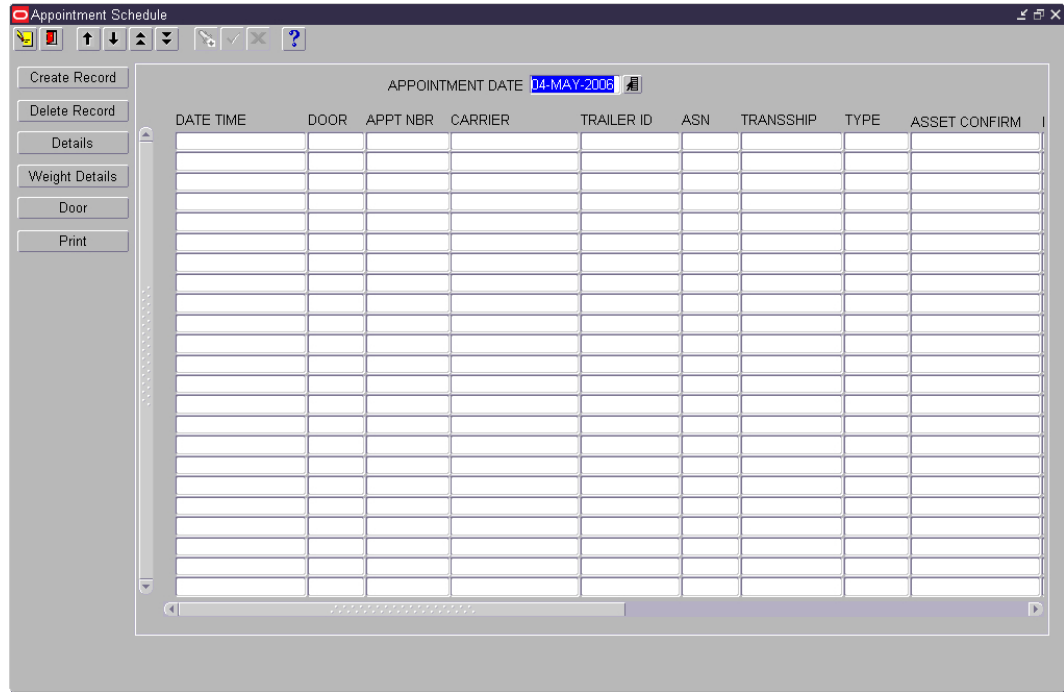 Appointment Schedule
?
Create Record
Delete Record
Details
Weight Details
Door
Print
APPOINTMENT DATE 04-MAY-2006
DATE TIME DOOR APPT NBR CARRIER TRAILER ID ASN TRANSSHIP TYPE ASSET CONFIRM